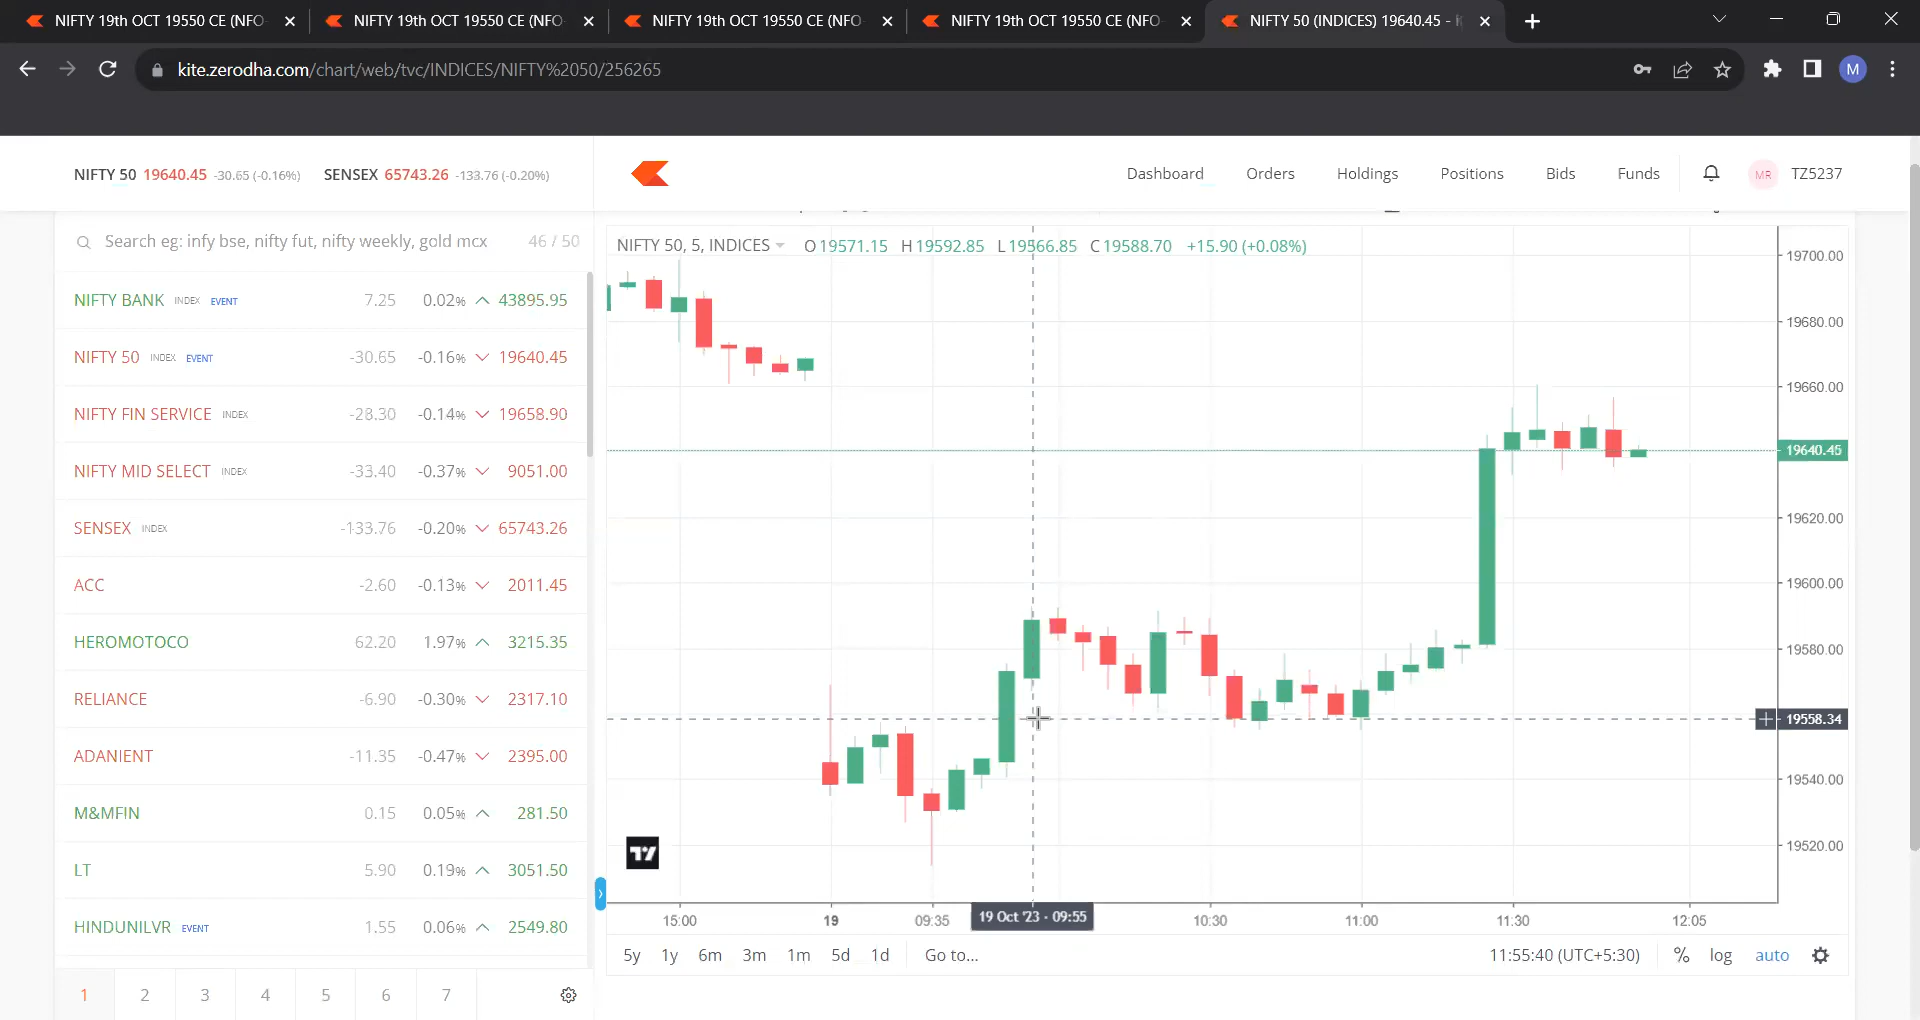 NIFTY 19th OCT 19550 CE (NFO
NIFTY 19th OCT 19550 CE (NFO
NIFTY 19th OCT 19550 CE (NFO
NIFTY 19th OCT 19550 CE (NFO
NIFTY 50 (INDICES) 19640.45 -
kite.zerodha.com/chart/web/tvc/INDICES/NIFTY%2050/256265
M
NIFTY 50 19640.45 -30.65 (-0.16%) SENSEX 65743.26 -133.76 (-0.20%)
Dashboard Orders Holdings Positions Bids Funds MR TZ5237
Search eg: infy bse, nifty fut, nifty weekly, gold mcx 46 / 50
NIFTY BANK INDEX EVENT 7.25 0.02% 43895.95
NIFTY 50 INDEX EVENT -30.65 -0.16% 19640.45
NIFTY FIN SERVICE INDEX -28.30 -0.14% 19658.90
NIFTY MID SELECT INDEX -33.40 -0.37% 9051.00
SENSEX INDEX -133.76 -0.20% 65743.26
ACC -2.60 -0.13% 2011.45
HEROMOTOCO 62.20 1.97% 3215.35
RELIANCE -6.90 -0.30% 2317.10
ADANIENT -11.35 -0.47% 2395.00
M&MFIN 0.15 0.05% 281.50
LT 5.90 0.19% 3051.50
HINDUNILVR EVENT 1.55 0.06% 2549.80
1 2 3 4 5 6 7
NIFTY 50, 5, INDICES O 19571.15 H 19592.85 L 19566.85 C 19588.70 +15.90 (+0.08%)
19700.00
19680.00
19660.00
19640.45
19620.00
19600.00
19580.00
19558.34
19540.00
19520.00
15:00 19 09:35 19 Oct '23 - 09:55 10:30 11:00 11:30 12:05
5y 1y 6m 3m 1m 5d 1d Go to... 11:55:40 (UTC+5:30) % log auto